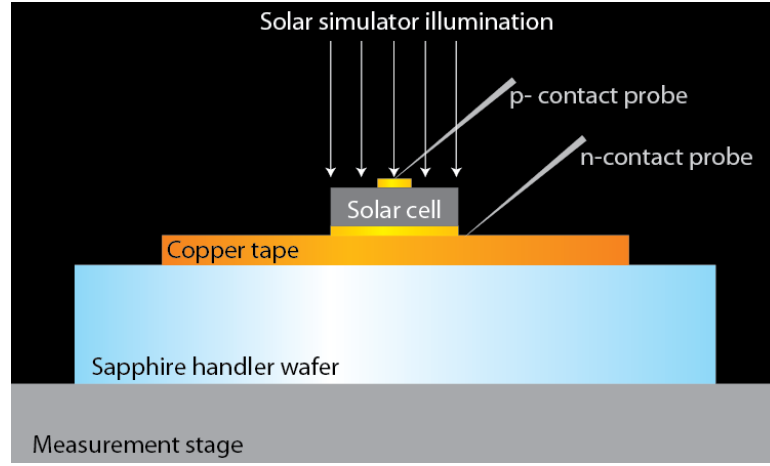 Solar simulator illumination
p- contact probe
n-contact probe
Solar cell
Copper tape
Sapphire handler wafer
Measurement stage